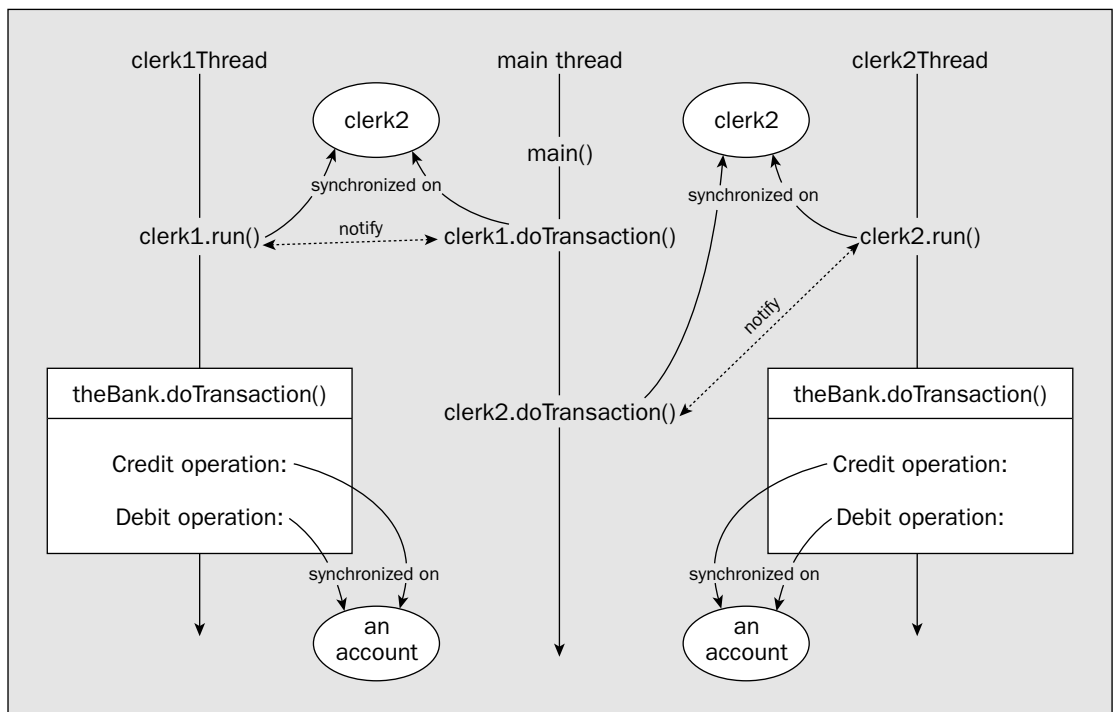 clerk1Thread
main thread
clerk2Thread
clerk2
clerk2
main()
synchronized on
synchronized on
clerk1.run()
notify
clerk1.doTransaction()
clerk2.run()
notify
theBank.doTransaction()
clerk2.doTransaction()
theBank.doTransaction()
Credit operation:
Credit operation:
Debit operation:
Debit operation:
synchronized on
synchronized on
an
account
an
account